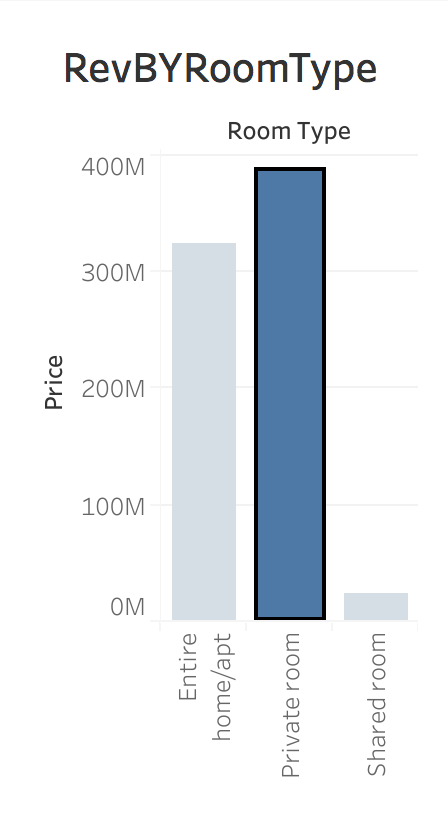 RevBYRoomType
Room Type
400M
300M
200M
100M
0M
Price
Entire
home/apt
Private room
Shared room